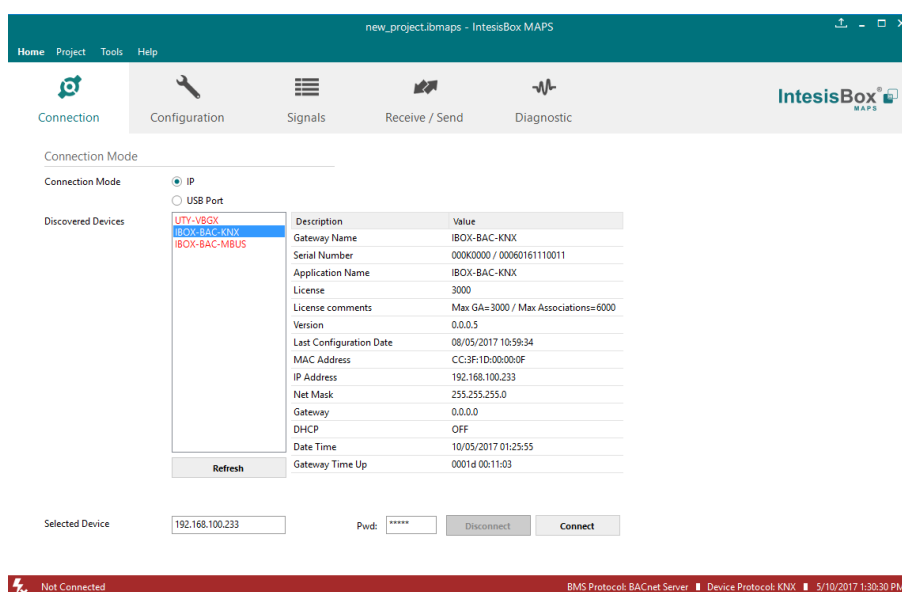 new_project.ibmaps - IntesisBox MAPS
Home Project Tools Help
Connection Configuration Signals Receive / Send Diagnostic
IntesisBox®
MAPS
Connection Mode
Connection Mode IP
USB Port
Discovered Devices
UTY-VBGX
IBOX-BAC-KNX
IBOX-BAC-MBUS
Description Value
Gateway Name IBOX-BAC-KNX
Serial Number 000K0000 / 00060161110011
Application Name IBOX-BAC-KNX
License 3000
License comments Max GA=3000 / Max Associations=6000
Version 0.0.0.5
Last Configuration Date 08/05/2017 10:59:34
MAC Address CC:3F:1D:00:00:0F
IP Address 192.168.100.233
Net Mask 255.255.255.0
Gateway 0.0.0.0
DHCP OFF
Date Time 10/05/2017 01:25:55
Gateway Time Up 0001d 00:11:03
Refresh
Selected Device 192.168.100.233 Pwd: ***** Disconnect Connect
Not Connected BMS Protocol: BACnet Server Device Protocol: KNX 5/10/2017 1:30:30 PM